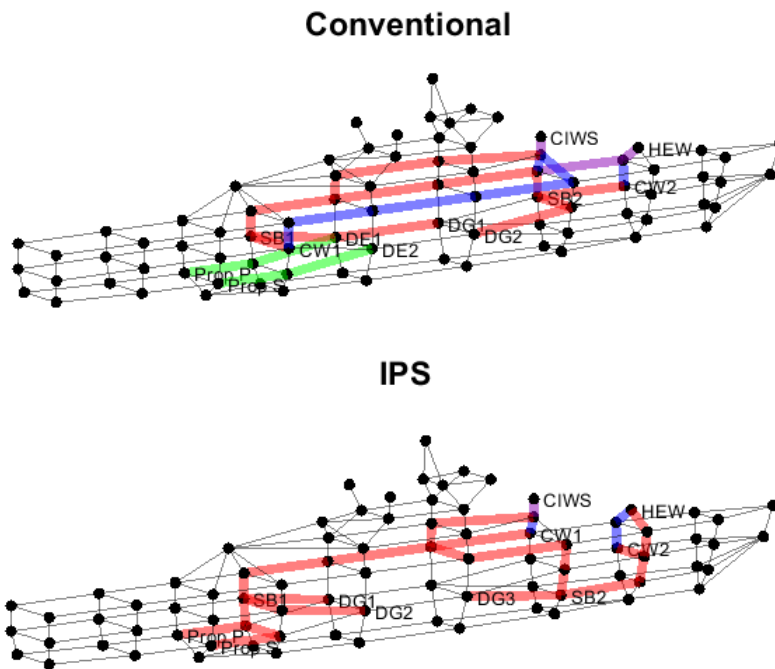 Conventional
CIWS
HEW
CW2
SB2
DG1
SB1
DE1
DG2
CW1
DE2
Prop P
Prop S
IPS
CIWS
HEW
CW1
CW2
SB1
DG1
DG3
SB2
DG2
Prop P
Prop S